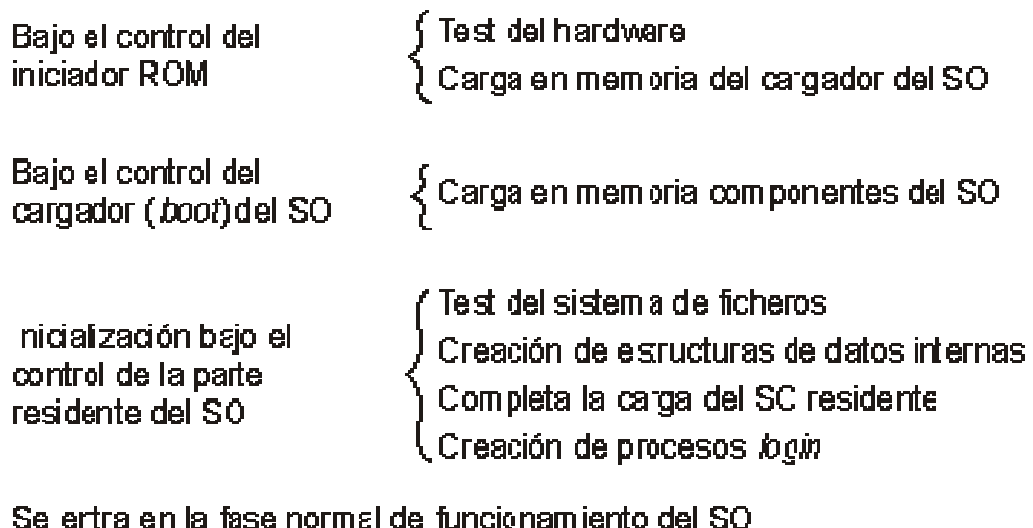 Bajo el control del
iniciador ROM
Test del hardware
Carga en memoria del cargador del SO
Bajo el control del
cargador (boot) del SO
Carga en memoria componentes del SO
nicialización bajo el
control de la parte
residente del SO
Test del sistema de ficheros
Creación de esructuras de datos internas
Completa la carga del SC residente
Creación de procesos login
Se ertra en la fase normal de funcionamiento del SO